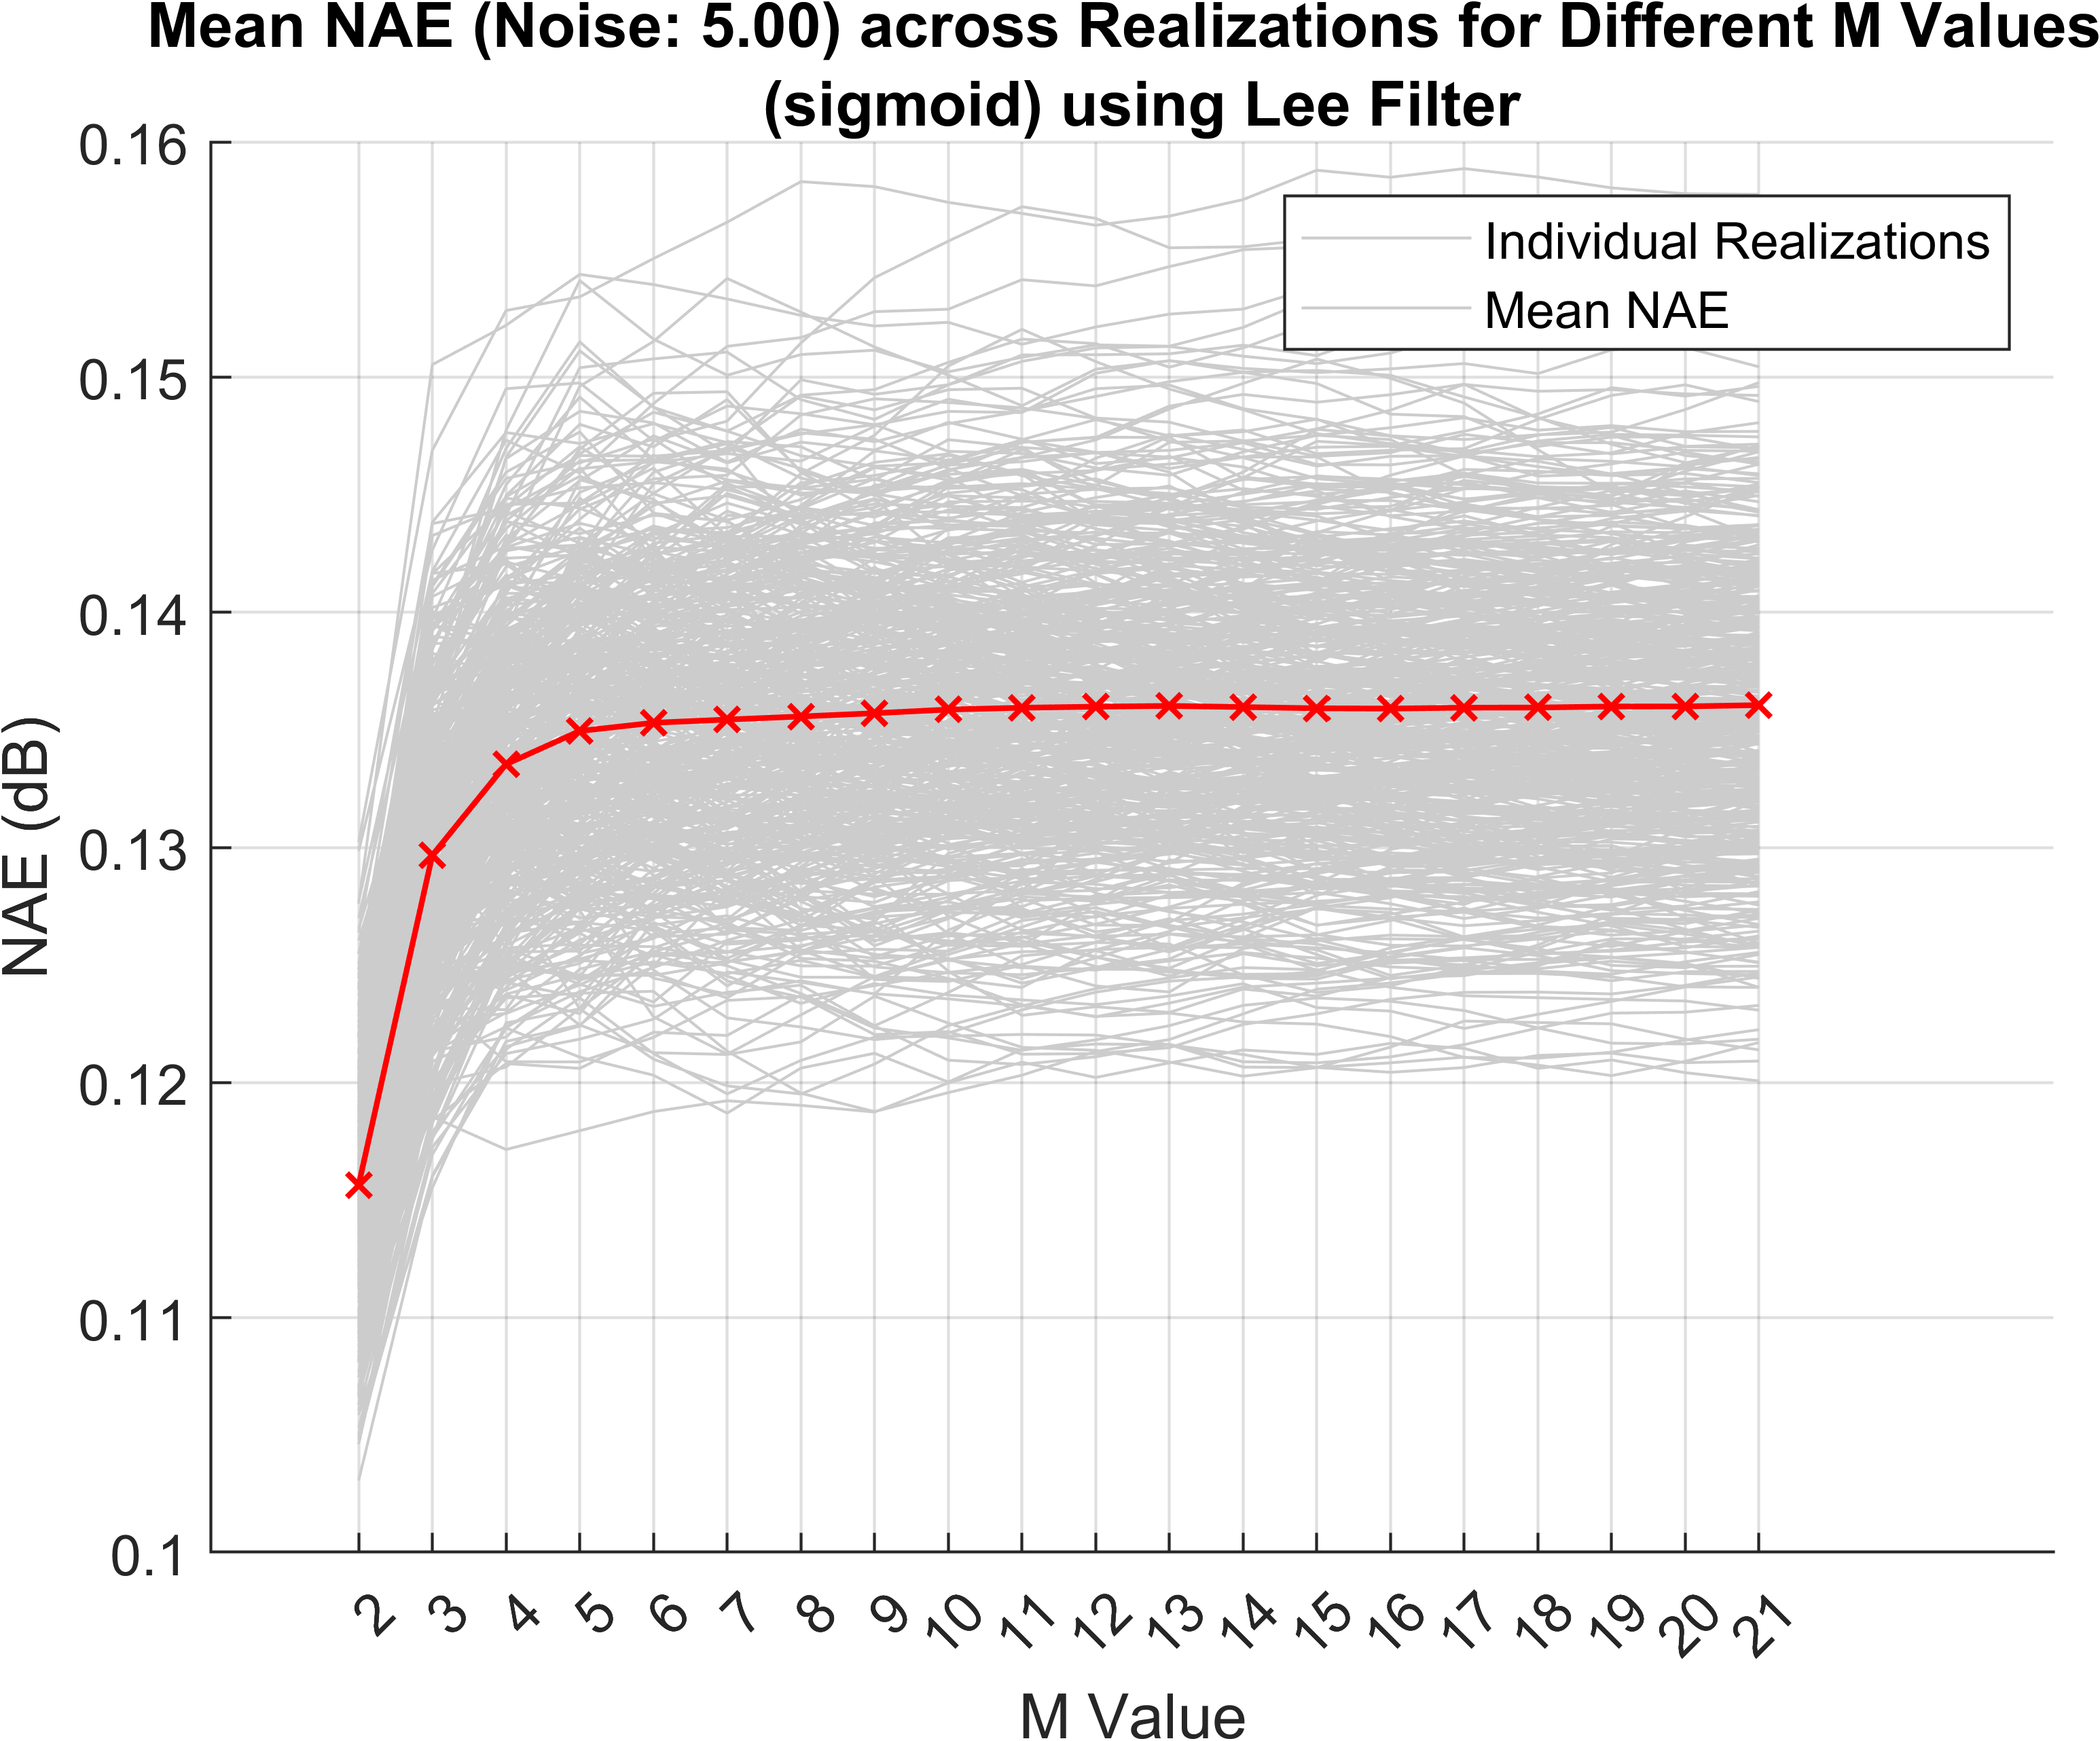 Mean NAE (Noise: 5.00) across Realizations for Different M Values
(sigmoid) using Lee Filter
0.16
0.15
0.14
0.13
0.12
0.11
0.1
NAE (dB)
Individual Realizations
Mean NAE
2 3 4 5 6 7 8 9 10 11 12 13 14 15 16 17 18 19 20 21
M Value